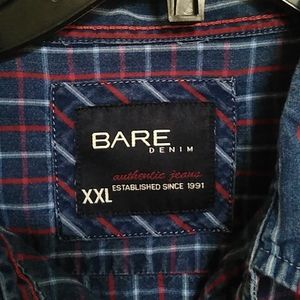 BARE
DENIM
authentic jeans
XXL
ESTABLISHED SINCE 1991